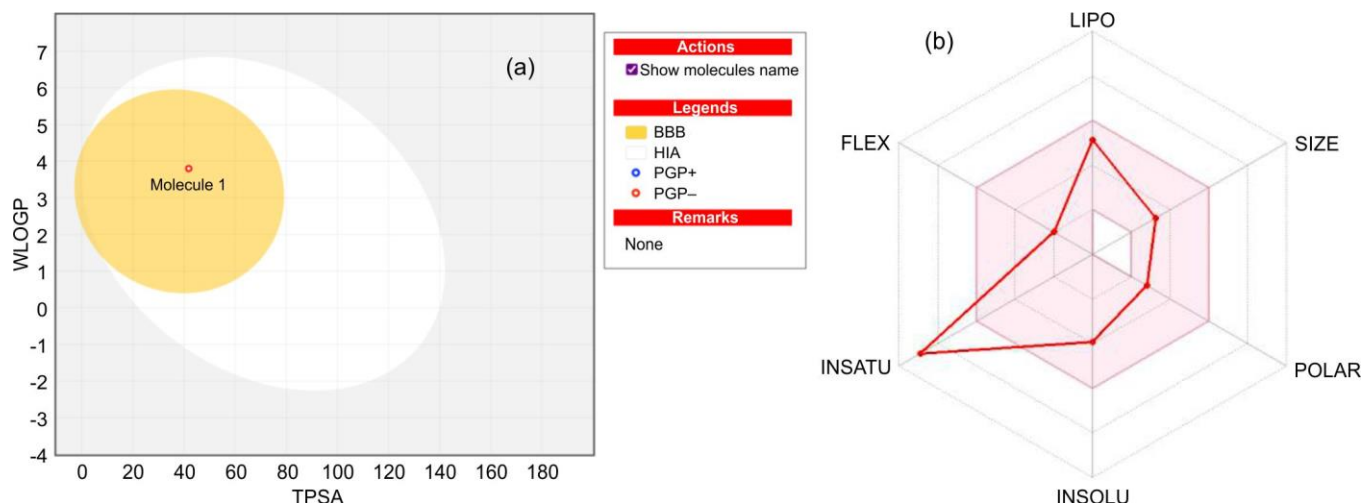 (a)
7
6
5
4
3
2
1
0
-1
-2
-3
-4
WLOGP
Molecule 1
0 20 40 60 80 100 120 140 160 180
TPSA
Actions
Show molecules name
Legends
BBB
HIA
PGP+
PGP−
Remarks
None
(b)
LIPO
FLEX
SIZE
INSATU
POLAR
INSOLU